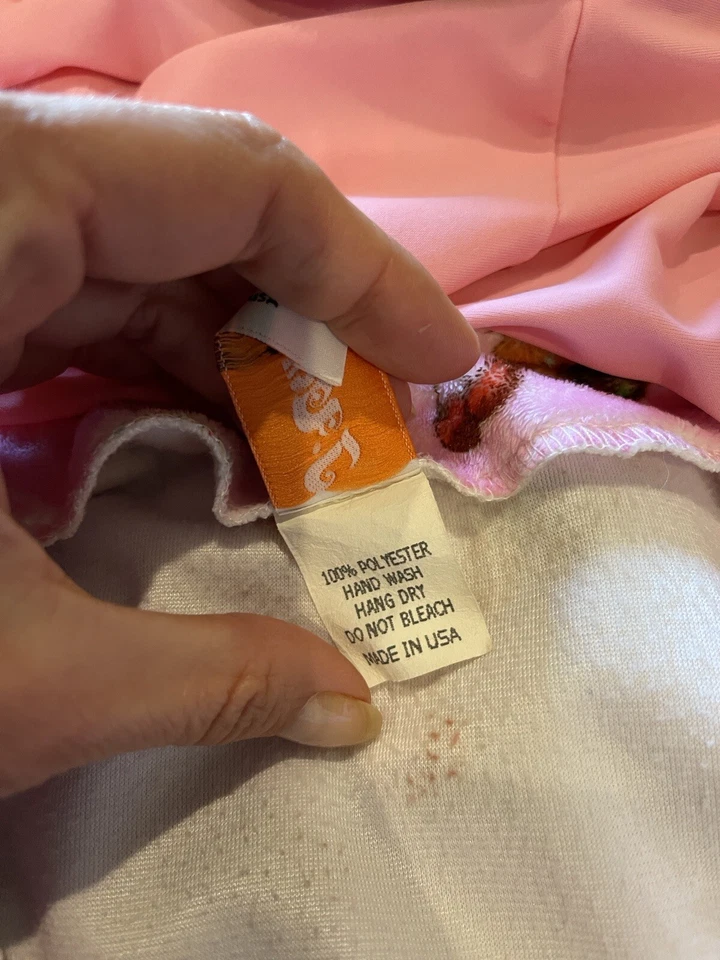 100% POLYESTER
HAND WASH
HANG DRY
DO NOT BLEACH
MADE IN USA